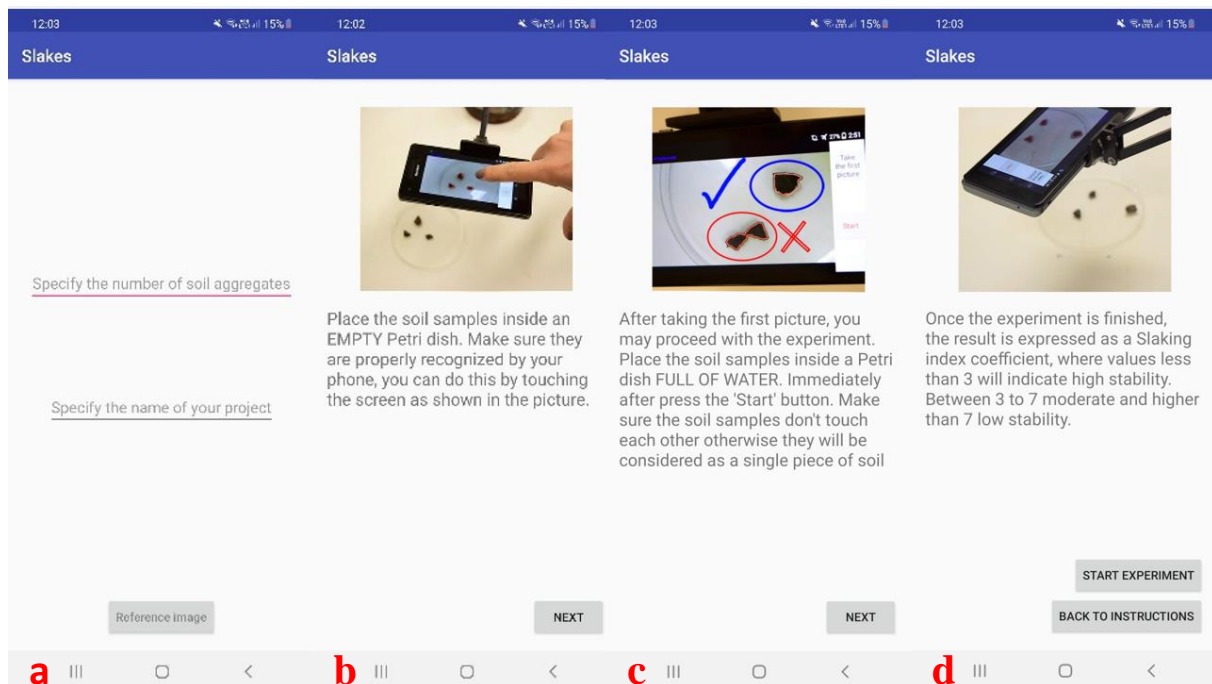 12:03
15%
Slakes
Specify the number of soil aggregates
Specify the name of your project
Reference Image
a
12:02
15%
Slakes
Place the soil samples inside an
EMPTY Petri dish. Make sure they
are properly recognized by your
phone, you can do this by touching
the screen as shown in the picture.
NEXT
b
12:03
15%
Slakes
27% 2:51
Take
the first
picture
Start
After taking the first picture, you
may proceed with the experiment.
Place the soil samples inside a Petri
dish FULL OF WATER. Immediately
after press the 'Start' button. Make
sure the soil samples don't touch
each other otherwise they will be
considered as a single piece of soil
NEXT
c
12:03
15%
Slakes
Once the experiment is finished,
the result is expressed as a Slaking
index coefficient, where values less
than 3 will indicate high stability.
Between 3 to 7 moderate and higher
than 7 low stability.
START EXPERIMENT
BACK TO INSTRUCTIONS
d